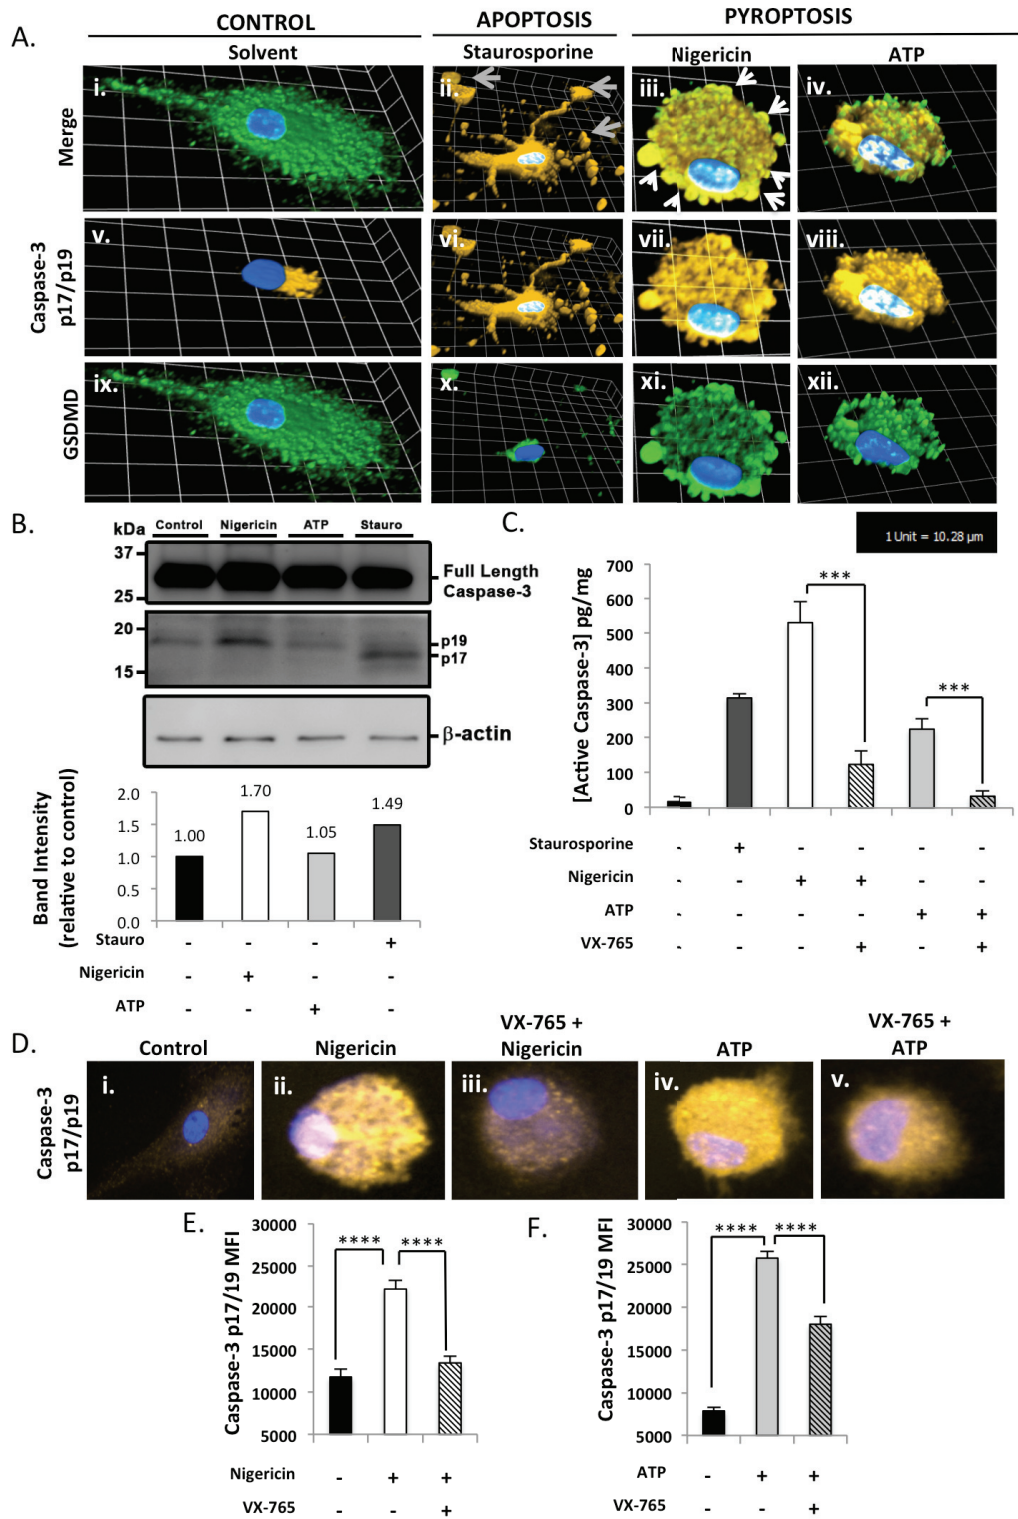 A.
CONTROL APOPTOSIS PYROPTOSIS
Solvent Staurosporine Nigericin ATP
Merge
i. ii. iii. iv.
Caspase-3
p17/p19
v. vi. vii. viii.
GSDMD
ix. x. xi. xii.
1 Unit = 10.28 µm
B.
kDa Control Nigericin ATP Stauro
37
25
Full Length
Caspase-3
20
15
p19
p17
β-actin
Band Intensity
(relative to control)
2.0
1.5
1.0
0.5
0.0
1.00 1.70 1.05 1.49
Stauro - - - +
Nigericin - + - -
ATP - - + -
C.
[Active Caspase-3] pg/mg
700
600
500
400
300
200
100
0
*** ***
Staurosporine - + - - - -
Nigericin - - + + - -
ATP - - - - + +
VX-765 - - - + - +
D.
Control Nigericin VX-765 +
Nigericin ATP VX-765 +
ATP
Caspase-3
p17/p19
i. ii. iii. iv. v.
E.
Caspase-3 p17/19 MFI
30000
25000
20000
15000
10000
5000
**** ****
Nigericin - + +
VX-765 - - +
F.
Caspase-3 p17/19 MFI
30000
25000
20000
15000
10000
5000
**** ****
ATP - + +
VX-765 - - +